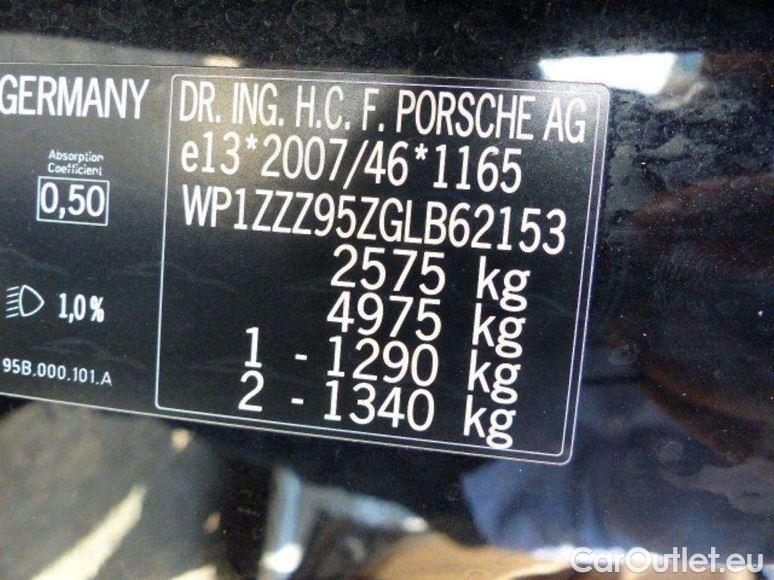 GERMANY
Absorption
Coefficient
0,50
1,0%
95B.000.101.A
DR. ING. H.C. F. PORSCHE AG
e13*2007/46*1165
WP1ZZZ95ZGLB62153
2575 kg
4975 kg
1 - 1290 kg
2 - 1340 kg
CarOutlet.eu